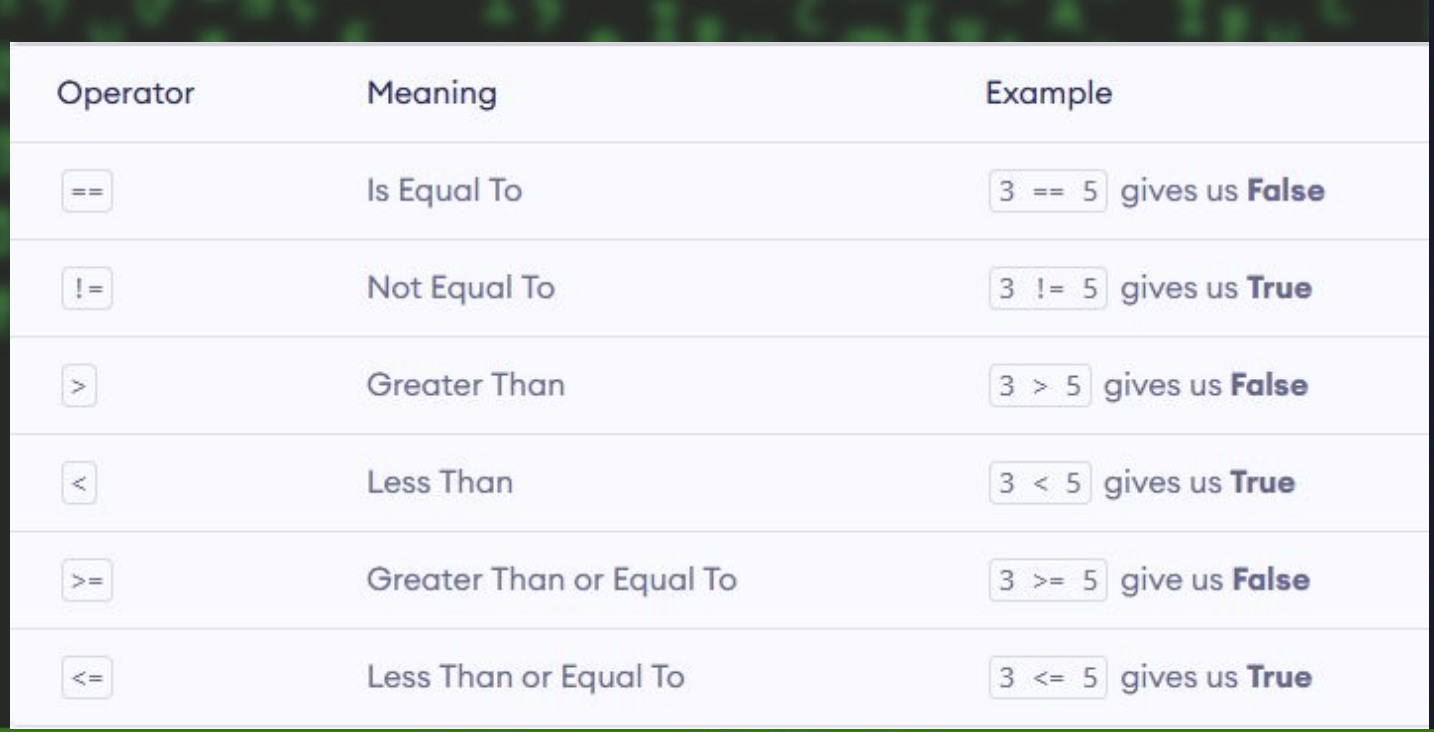 Operator Meaning Example
== Is Equal To 3 == 5 gives us False
!= Not Equal To 3 != 5 gives us True
> Greater Than 3 > 5 gives us False
< Less Than 3 < 5 gives us True
>= Greater Than or Equal To 3 >= 5 give us False
<= Less Than or Equal To 3 <= 5 gives us True